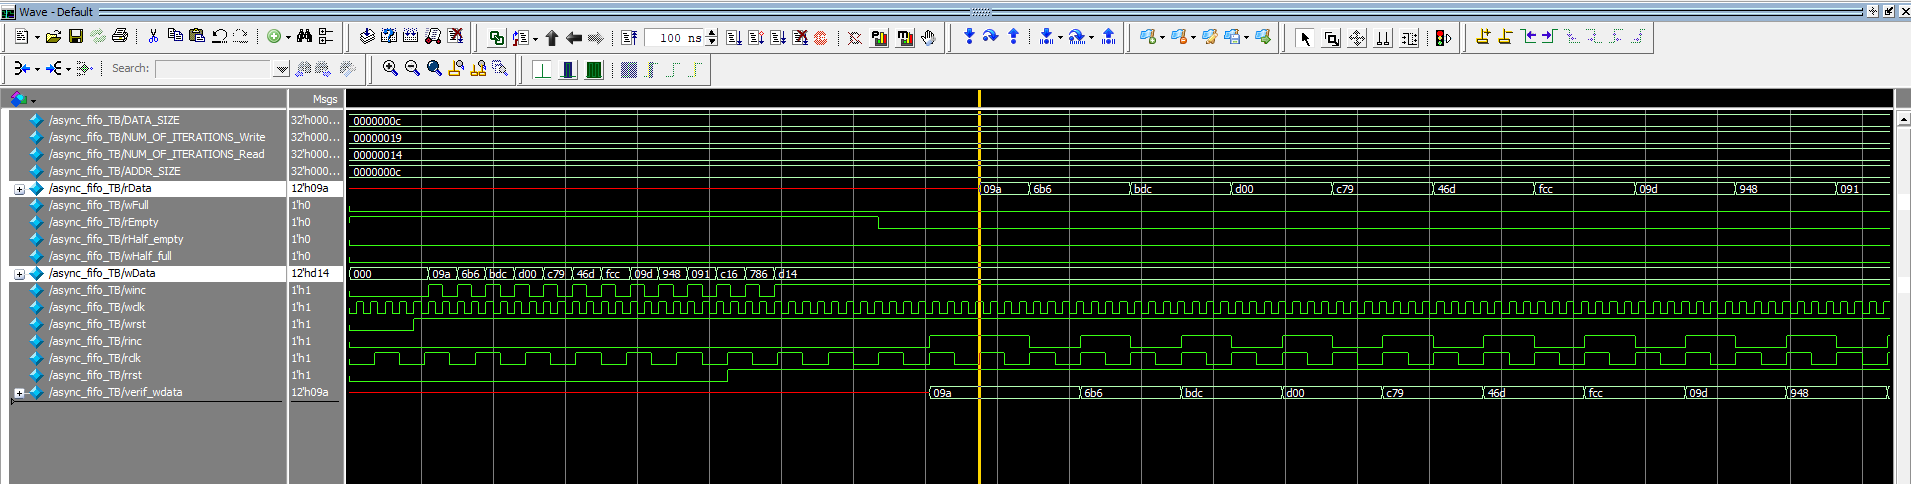 Wave - Default
100 ns
Search:
Msgs
/async_fifo_TB/DATA_SIZE 32'h000... 0000000c
/async_fifo_TB/NUM_OF_ITERATIONS_Write 32'h000... 00000019
/async_fifo_TB/NUM_OF_ITERATIONS_Read 32'h000... 00000014
/async_fifo_TB/ADDR_SIZE 32'h000... 0000000c
/async_fifo_TB/rData 12'h09a 09a 6b6 bdc d00 c79 46d fcc 09d 948 091
/async_fifo_TB/wFull 1'h0
/async_fifo_TB/rEmpty 1'h0
/async_fifo_TB/rHalf_empty 1'h0
/async_fifo_TB/wHalf_full 1'h0
/async_fifo_TB/wData 12'hd14 000 09a 6b6 bdc d00 c79 46d fcc 09d 948 091 c16 786 d14
/async_fifo_TB/winc 1'h1
/async_fifo_TB/wclk 1'h1
/async_fifo_TB/wrst 1'h1
/async_fifo_TB/rinc 1'h1
/async_fifo_TB/rclk 1'h1
/async_fifo_TB/rrst 1'h1
/async_fifo_TB/verif_wdata 12'h09a 09a 6b6 bdc d00 c79 46d fcc 09d 948